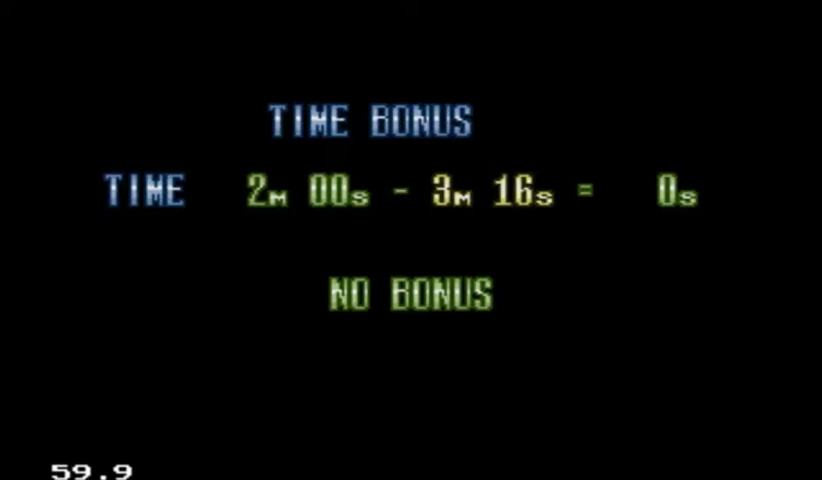 TIME BONUS
TIME 2M 00S - 3M 16S = 0S
NO BONUS
59.9